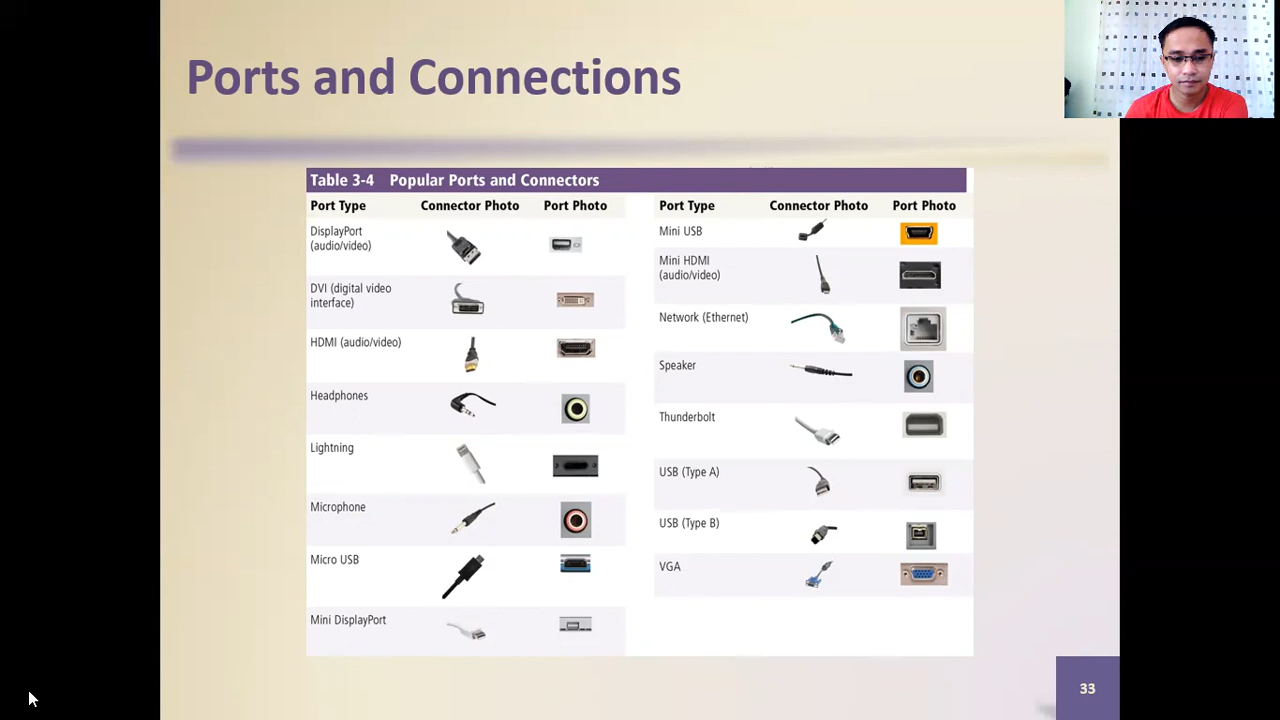 Ports and Connections
Table 3-4 Popular Ports and Connectors
Port Type Connector Photo Port Photo
DisplayPort
(audio/video)
DVI (digital video
interface)
HDMI (audio/video)
Headphones
Lightning
Microphone
Micro USB
Mini DisplayPort
Port Type Connector Photo Port Photo
Mini USB
Mini HDMI
(audio/video)
Network (Ethernet)
Speaker
Thunderbolt
USB (Type A)
USB (Type B)
VGA
33